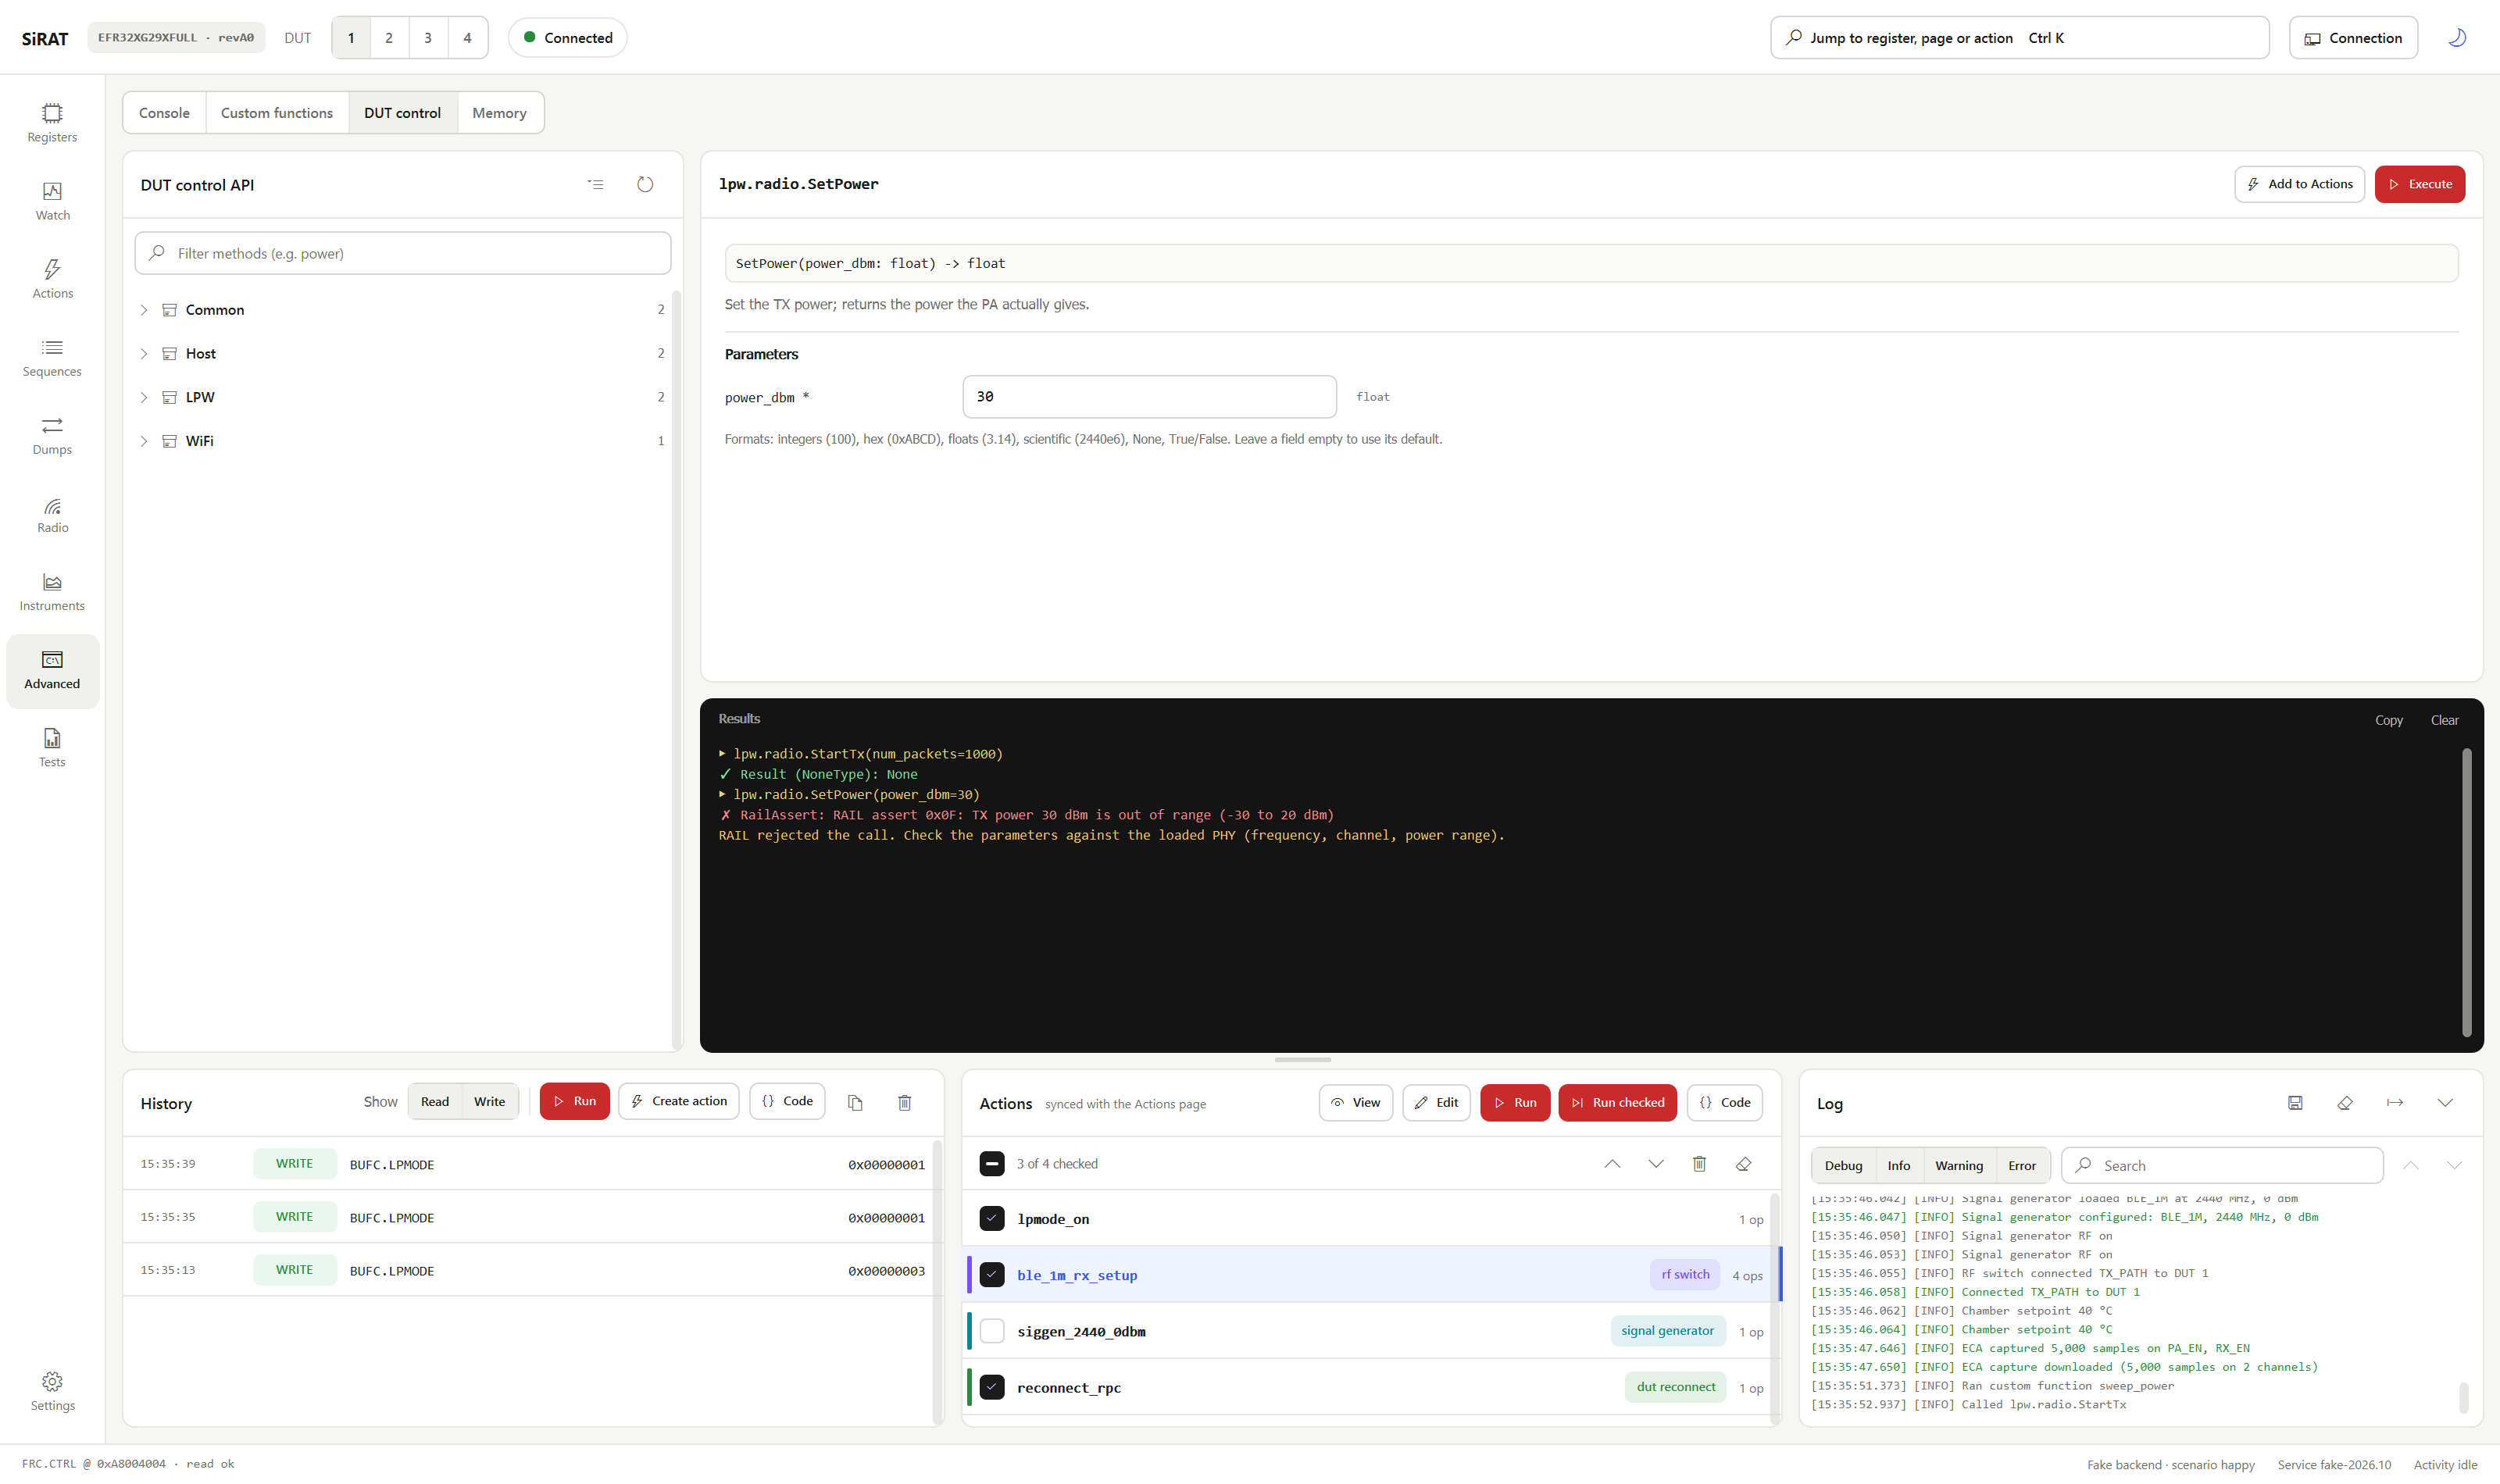 SiRAT
EFR32XG29XFULL · revA0
DUT
1 2 3 4
Connected
Jump to register, page or action Ctrl K
Connection
Registers
Watch
Actions
Sequences
Dumps
Radio
Instruments
Advanced
Tests
Settings
Console
Custom functions
DUT control
Memory
DUT control API
Filter methods (e.g. power)
Common 2
Host 2
LPW 2
WiFi 1
lpw.radio.SetPower
Add to Actions
Execute
SetPower(power_dbm: float) -> float
Set the TX power; returns the power the PA actually gives.
Parameters
power_dbm * 30 float
Formats: integers (100), hex (0xABCD), floats (3.14), scientific (2440e6), None, True/False. Leave a field empty to use its default.
Results
Copy
Clear
▸ lpw.radio.StartTx(num_packets=1000)
✓ Result (NoneType): None
▸ lpw.radio.SetPower(power_dbm=30)
✗ RailAssert: RAIL assert 0x0F: TX power 30 dBm is out of range (-30 to 20 dBm)
RAIL rejected the call. Check the parameters against the loaded PHY (frequency, channel, power range).
History
Show Read Write
Run
Create action
{} Code
15:35:39 WRITE BUFC.LPMODE 0x00000001
15:35:35 WRITE BUFC.LPMODE 0x00000001
15:35:13 WRITE BUFC.LPMODE 0x00000003
Actions synced with the Actions page
View
Edit
Run
Run checked
{} Code
3 of 4 checked
lpmode_on 1 op
ble_1m_rx_setup rf switch 4 ops
siggen_2440_0dbm signal generator 1 op
reconnect_rpc dut reconnect 1 op
Log
Debug Info Warning Error
Search
[15:35:46.042] [INFO] Signal generator loaded BLE_1M at 2440 MHz, 0 dBm
[15:35:46.047] [INFO] Signal generator configured: BLE_1M, 2440 MHz, 0 dBm
[15:35:46.050] [INFO] Signal generator RF on
[15:35:46.053] [INFO] Signal generator RF on
[15:35:46.055] [INFO] RF switch connected TX_PATH to DUT 1
[15:35:46.058] [INFO] Connected TX_PATH to DUT 1
[15:35:46.062] [INFO] Chamber setpoint 40 °C
[15:35:46.064] [INFO] Chamber setpoint 40 °C
[15:35:47.646] [INFO] ECA captured 5,000 samples on PA_EN, RX_EN
[15:35:47.650] [INFO] ECA capture downloaded (5,000 samples on 2 channels)
[15:35:51.373] [INFO] Ran custom function sweep_power
[15:35:52.937] [INFO] Called lpw.radio.StartTx
FRC.CTRL @ 0xA8004004 · read ok
Fake backend · scenario happy
Service fake-2026.10
Activity idle